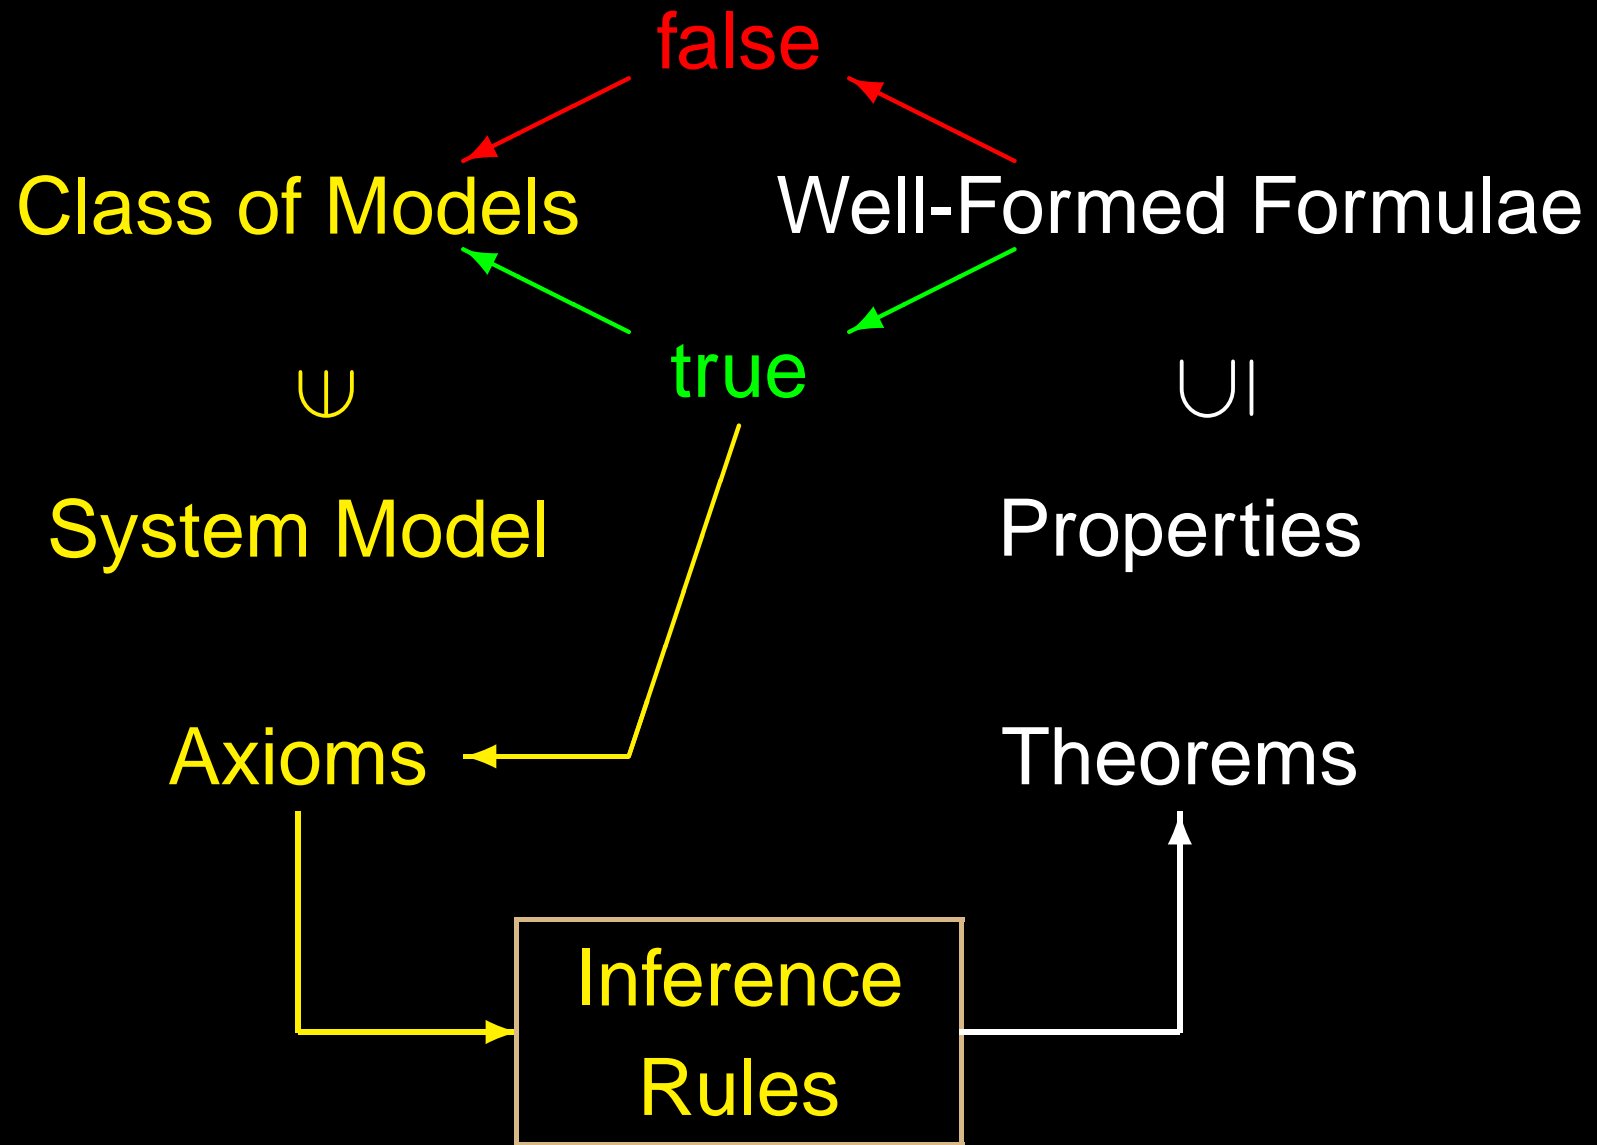 false
Class of Models Well-Formed Formulae
true
System Model Properties
Axioms Theorems
Inference
Rules